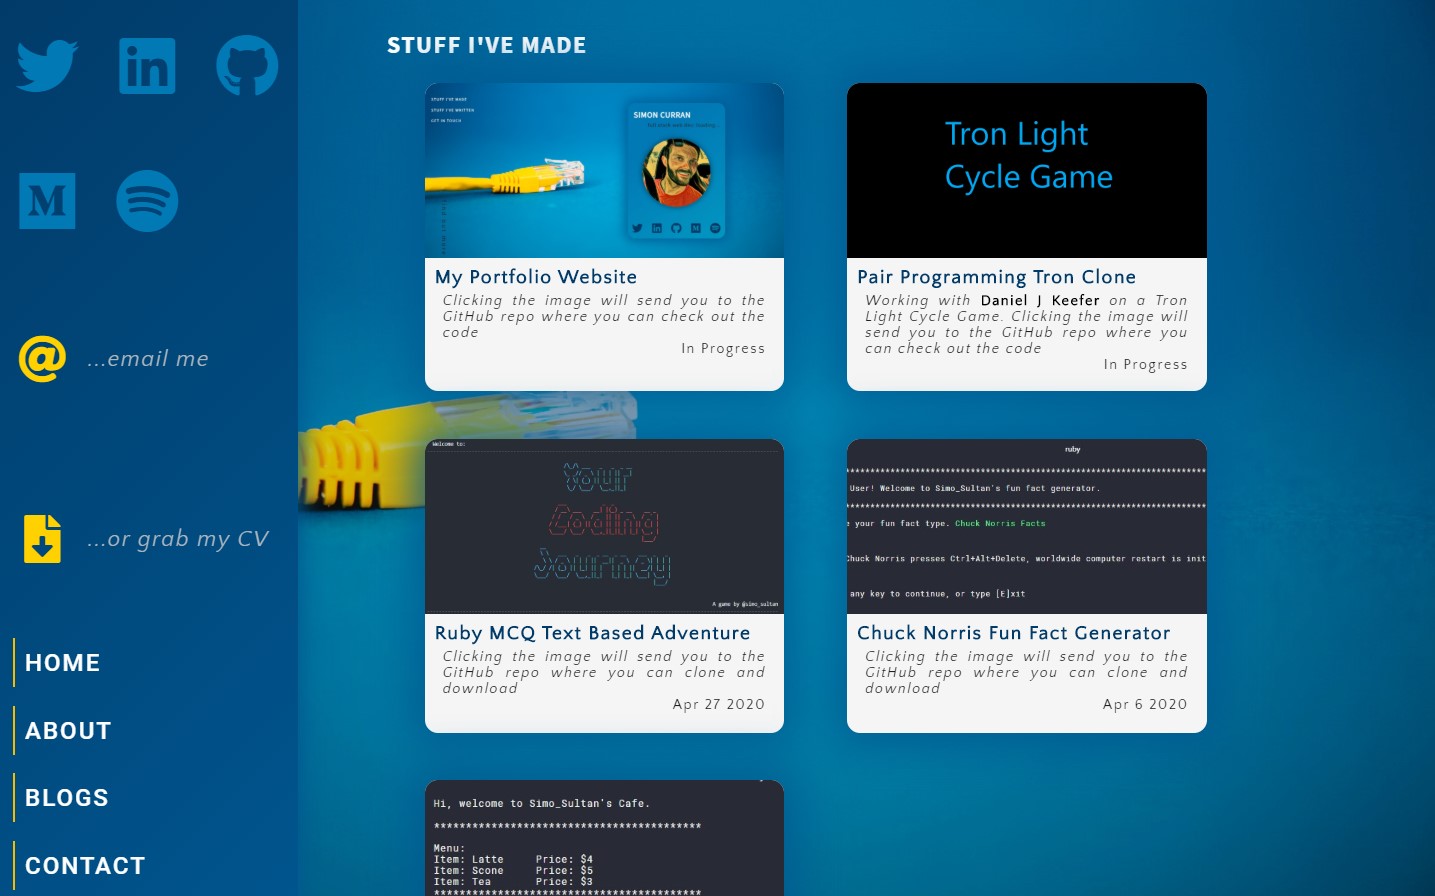 ...email me
...or grab my CV
HOME
ABOUT
BLOGS
CONTACT
STUFF I'VE MADE
STUFF I'VE MADE
STUFF I'VE WRITTEN
GET IN TOUCH
SIMON CURRAN
My Portfolio Website
Clicking the image will send you to the
GitHub repo where you can check out the
code
In Progress
Tron Light
Cycle Game
Pair Programming Tron Clone
Working with Daniel J Keefer on a Tron
Light Cycle Game. Clicking the image will
send you to the GitHub repo where you
can check out the code
In Progress
Welcome to:
Your
Coding
Journey
A game by @simo_sultan
Ruby MCQ Text Based Adventure
Clicking the image will send you to the
GitHub repo where you can clone and
download
Apr 27 2020
ruby
****************************************************************************
User! Welcome to Simo_Sultan's fun fact generator.
****************************************************************************
e your fun fact type. Chuck Norris Facts
Chuck Norris presses Ctrl+Alt+Delete, worldwide computer restart is init
any key to continue, or type [E]xit
Chuck Norris Fun Fact Generator
Clicking the image will send you to the
GitHub repo where you can clone and
download
Apr 6 2020
Hi, welcome to Simo_Sultan's Cafe.
******************************************
Menu:
Item: Latte Price: $4
Item: Scone Price: $5
Item: Tea Price: $3
******************************************